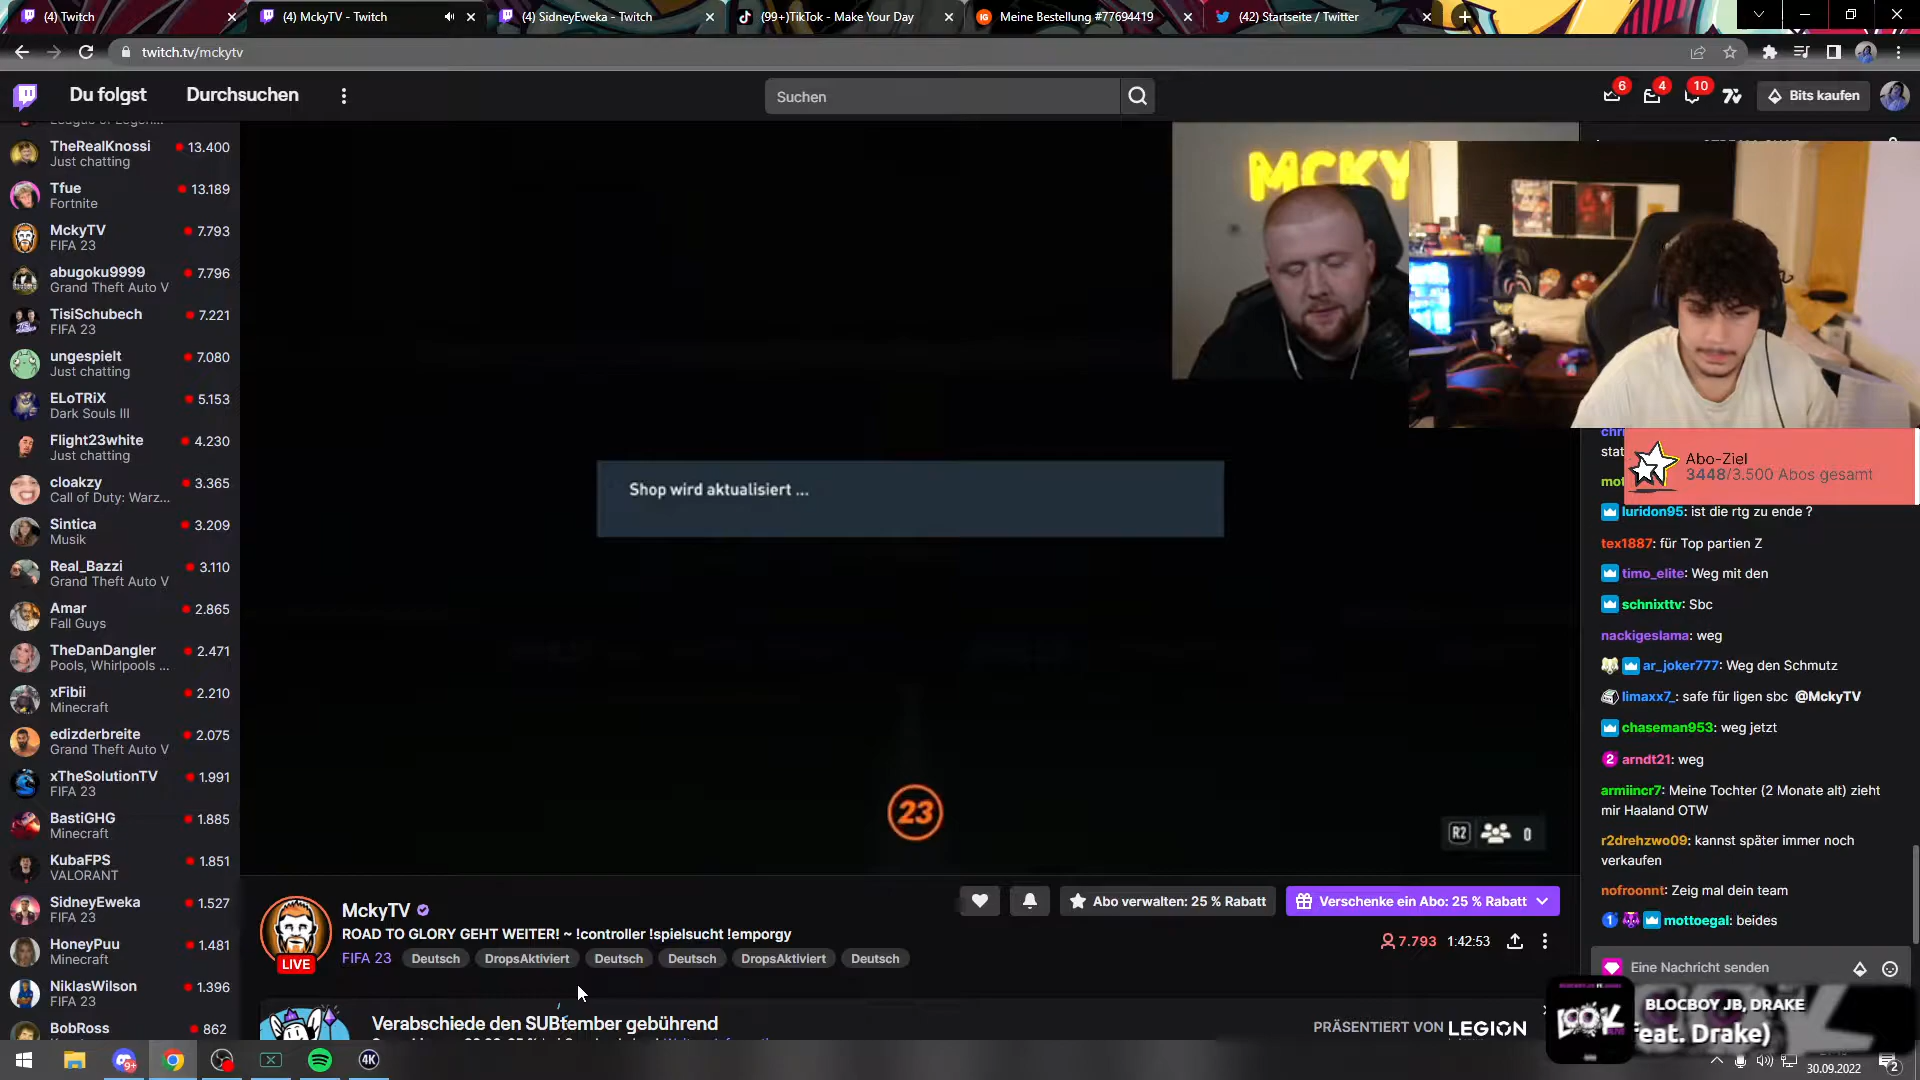 (4) Twitch
(4) MckyTV - Twitch
(4) SidneyEweka - Twitch
(99+)TikTok - Make Your Day
Meine Bestellung #77694419
(42) Startseite / Twitter
twitch.tv/mckytv
Du folgst
Durchsuchen
Suchen
6
4
10
Bits kaufen
TheRealKnossi
13.400
Just chatting
Tfue
13.189
Fortnite
MckyTV
7.793
FIFA 23
abugoku9999
7.796
Grand Theft Auto V
TisiSchubech
7.221
FIFA 23
ungespielt
7.080
Just chatting
ELoTRiX
5.153
Dark Souls III
Flight23white
4.230
Just chatting
cloakzy
3.365
Call of Duty: Warz...
Sintica
3.209
Musik
Real_Bazzi
3.110
Grand Theft Auto V
Amar
2.865
Fall Guys
TheDanDangler
2.471
Pools, Whirlpools ...
xFibii
2.210
Minecraft
edizderbreite
2.075
Grand Theft Auto V
xTheSolutionTV
1.991
FIFA 23
BastiGHG
1.885
Minecraft
KubaFPS
1.851
VALORANT
SidneyEweka
1.527
FIFA 23
HoneyPuu
1.481
Minecraft
NiklasWilson
1.396
FIFA 23
BobRoss
862
MCKY
Shop wird aktualisiert ...
23
R2
0
MckyTV
LIVE
ROAD TO GLORY GEHT WEITER! ~ !controller !spielsucht !emporgy
FIFA 23
Deutsch
DropsAktiviert
Deutsch
Deutsch
DropsAktiviert
Deutsch
Abo verwalten: 25 % Rabatt
Verschenke ein Abo: 25 % Rabatt
7.793
1:42:53
Verabschiede den SUBtember gebührend
PRÄSENTIERT VON LEGION
Abo-Ziel
3448/3.500 Abos gesamt
luridon95: ist die rtg zu ende ?
tex1887: für Top partien Z
timo_elite: Weg mit den
schnixttv: Sbc
nackigeslama: weg
ar_joker777: Weg den Schmutz
limaxx7_: safe für ligen sbc @MckyTV
chaseman953: weg jetzt
2 arndt21: weg
armiincr7: Meine Tochter (2 Monate alt) zieht
mir Haaland OTW
r2drehzwo09: kannst später immer noch
verkaufen
nofroonnt: Zeig mal dein team
1 mottoegal: beides
Eine Nachricht senden
BLOCBOY JB, DRAKE
eat. Drake)
LOOK
9+
4K
30.09.2022
2